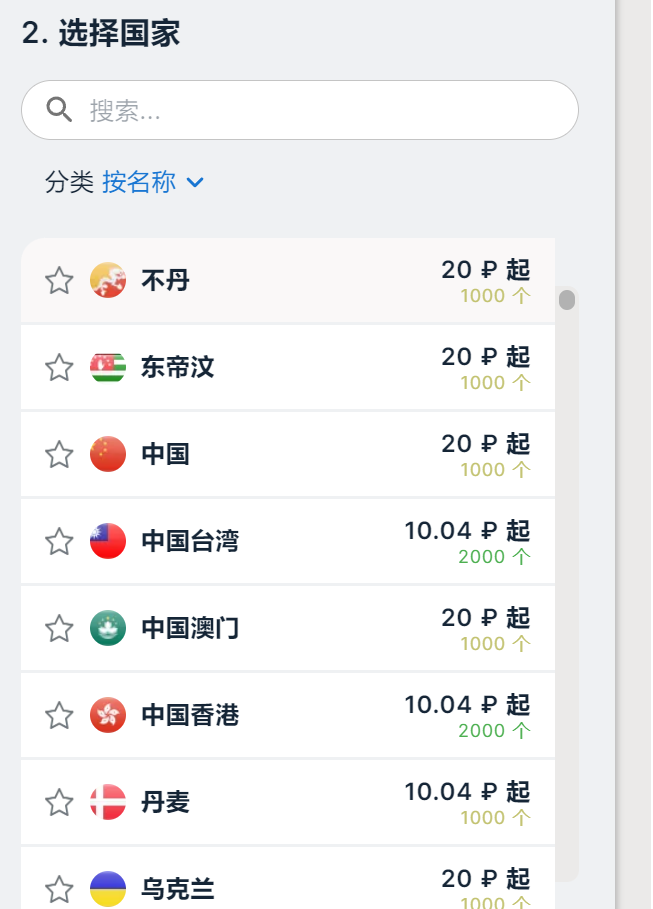 2. 选择国家
搜索...
分类 按名称
不丹
20 ₽ 起
1000 个
东帝汶
20 ₽ 起
1000 个
中国
20 ₽ 起
1000 个
中国台湾
10.04 ₽ 起
2000 个
中国澳门
20 ₽ 起
1000 个
中国香港
10.04 ₽ 起
2000 个
丹麦
10.04 ₽ 起
1000 个
乌克兰
20 ₽ 起
1000 个